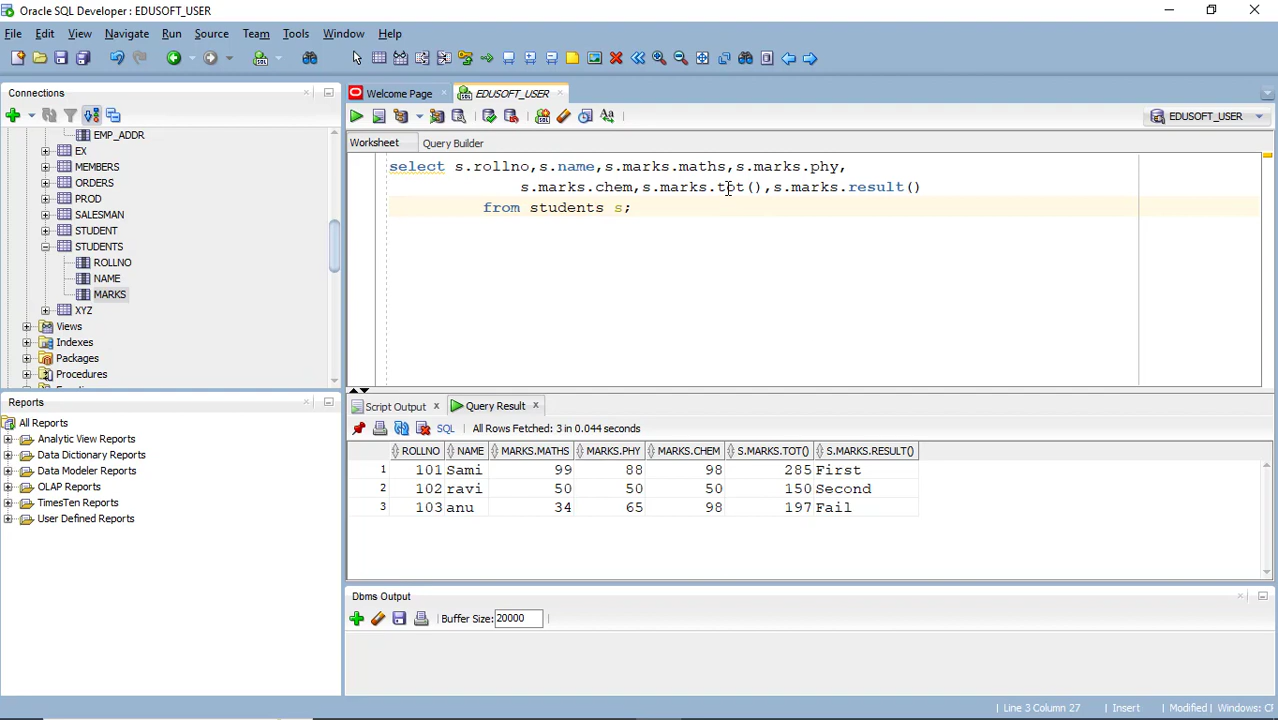 Oracle SQL Developer: EDUSOFT_USER
File Edit View Navigate Run Source Team Tools Window Help
Connections
EMP_ADDR
EX
MEMBERS
ORDERS
PROD
SALESMAN
STUDENT
STUDENTS
ROLLNO
NAME
MARKS
XYZ
Views
Indexes
Packages
Procedures
Reports
All Reports
Analytic View Reports
Data Dictionary Reports
Data Modeler Reports
OLAP Reports
TimesTen Reports
User Defined Reports
Welcome Page EDUSOFT_USER
EDUSOFT_USER
Worksheet Query Builder
select s.rollno,s.name,s.marks.maths,s.marks.phy,
s.marks.chem,s.marks.tot(),s.marks.result()
from students s;
Script Output Query Result
SQL All Rows Fetched: 3 in 0.044 seconds
ROLLNO NAME MARKS.MATHS MARKS.PHY MARKS.CHEM S.MARKS.TOT() S.MARKS.RESULT()
1 101 Sami 99 88 98 285 First
2 102 ravi 50 50 50 150 Second
3 103 anu 34 65 98 197 Fail
Dbms Output
Buffer Size: 20000
Line 3 Column 27 Insert Modified Windows: CF